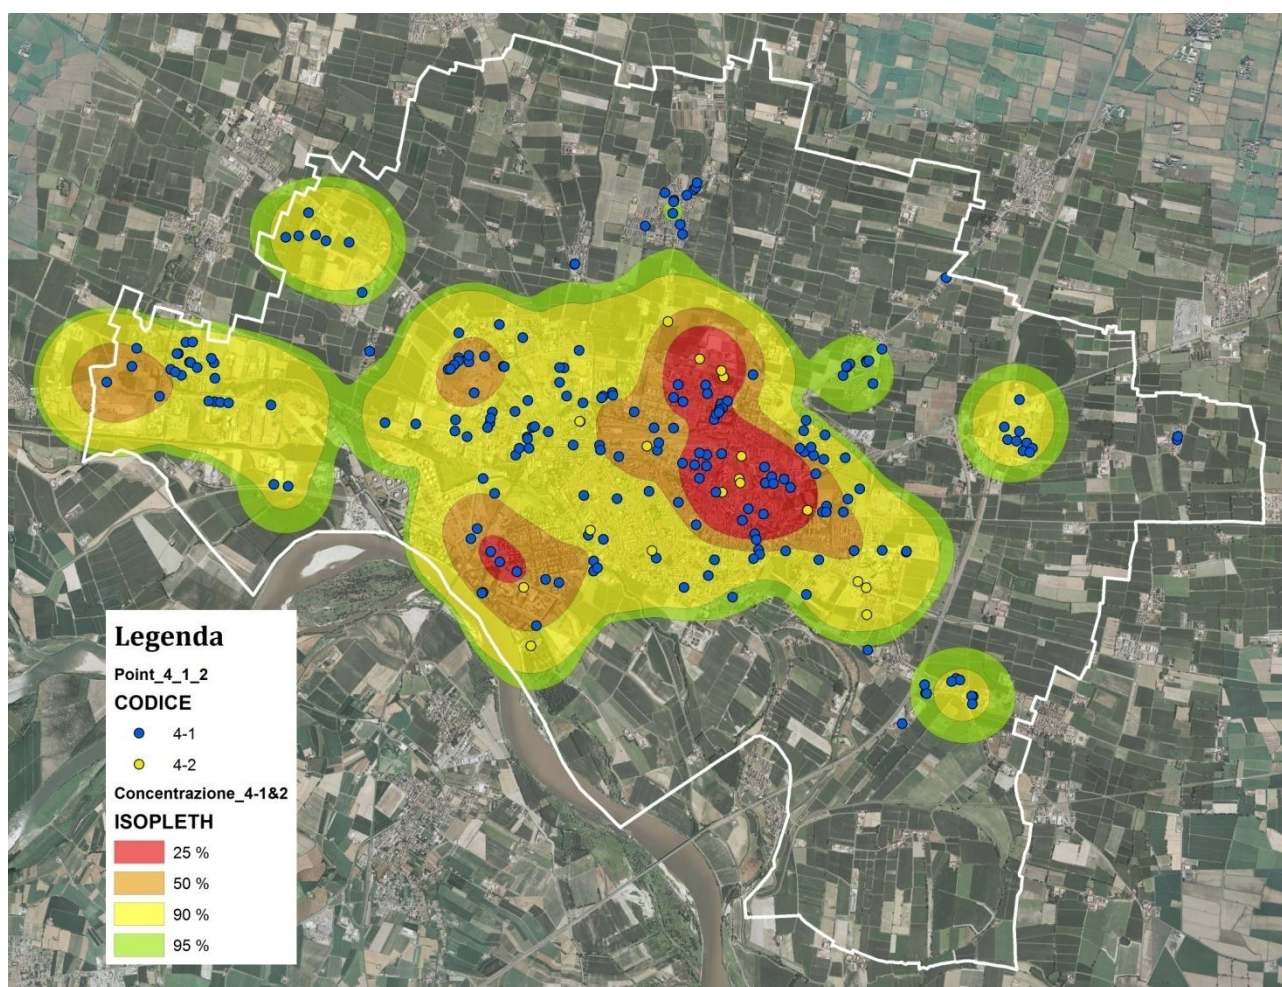 Legenda
Point_4_1_2
CODICE
4-1
4-2
Concentrazione_4-1&2
ISOPLETH
25 %
50 %
90 %
95 %